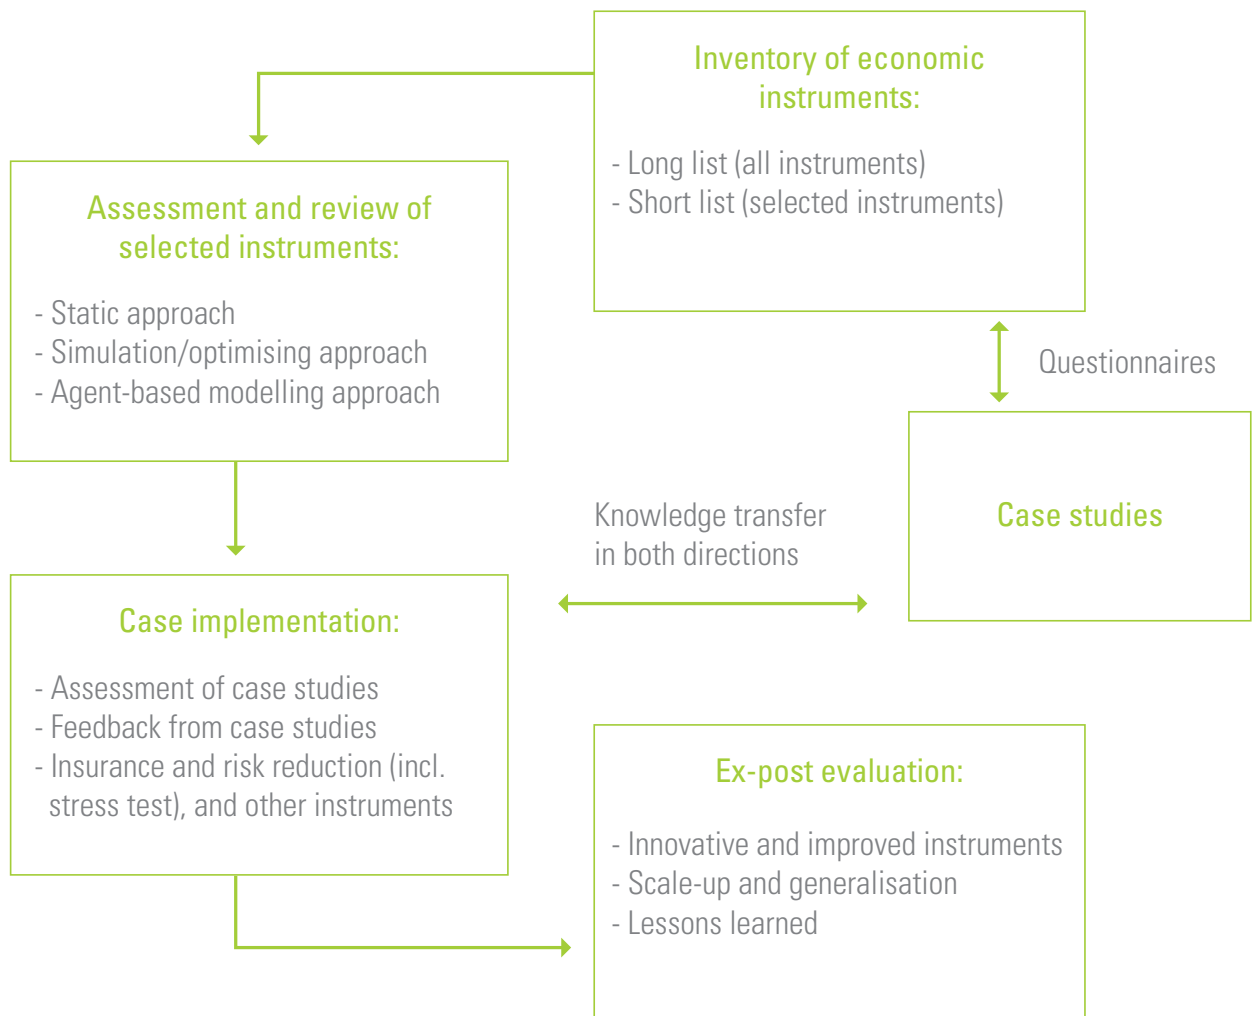 Inventory of economic
instruments:
- Long list (all instruments)
- Short list (selected instruments)
Assessment and review of
selected instruments:
- Static approach
- Simulation/optimising approach
- Agent-based modelling approach
Questionnaires
Case studies
Knowledge transfer
in both directions
Case implementation:
- Assessment of case studies
- Feedback from case studies
- Insurance and risk reduction (incl.
stress test), and other instruments
Ex-post evaluation:
- Innovative and improved instruments
- Scale-up and generalisation
- Lessons learned